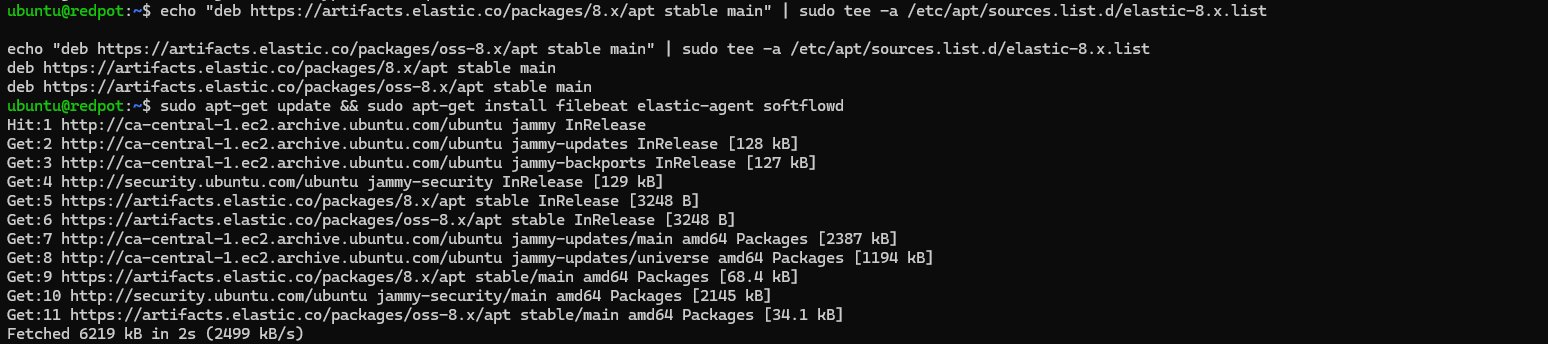 ubuntu@redpot:~$ echo "deb https://artifacts.elastic.co/packages/8.x/apt stable main" | sudo tee -a /etc/apt/sources.list.d/elastic-8.x.list
echo "deb https://artifacts.elastic.co/packages/oss-8.x/apt stable main" | sudo tee -a /etc/apt/sources.list.d/elastic-8.x.list
deb https://artifacts.elastic.co/packages/8.x/apt stable main
deb https://artifacts.elastic.co/packages/oss-8.x/apt stable main
ubuntu@redpot:~$ sudo apt-get update && sudo apt-get install filebeat elastic-agent softflowd
Hit:1 http://ca-central-1.ec2.archive.ubuntu.com/ubuntu jammy InRelease
Get:2 http://ca-central-1.ec2.archive.ubuntu.com/ubuntu jammy-updates InRelease [128 kB]
Get:3 http://ca-central-1.ec2.archive.ubuntu.com/ubuntu jammy-backports InRelease [127 kB]
Get:4 http://security.ubuntu.com/ubuntu jammy-security InRelease [129 kB]
Get:5 https://artifacts.elastic.co/packages/8.x/apt stable InRelease [3248 B]
Get:6 https://artifacts.elastic.co/packages/oss-8.x/apt stable InRelease [3248 B]
Get:7 http://ca-central-1.ec2.archive.ubuntu.com/ubuntu jammy-updates/main amd64 Packages [2387 kB]
Get:8 http://ca-central-1.ec2.archive.ubuntu.com/ubuntu jammy-updates/universe amd64 Packages [1194 kB]
Get:9 https://artifacts.elastic.co/packages/8.x/apt stable/main amd64 Packages [68.4 kB]
Get:10 http://security.ubuntu.com/ubuntu jammy-security/main amd64 Packages [2145 kB]
Get:11 https://artifacts.elastic.co/packages/oss-8.x/apt stable/main amd64 Packages [34.1 kB]
Fetched 6219 kB in 2s (2499 kB/s)